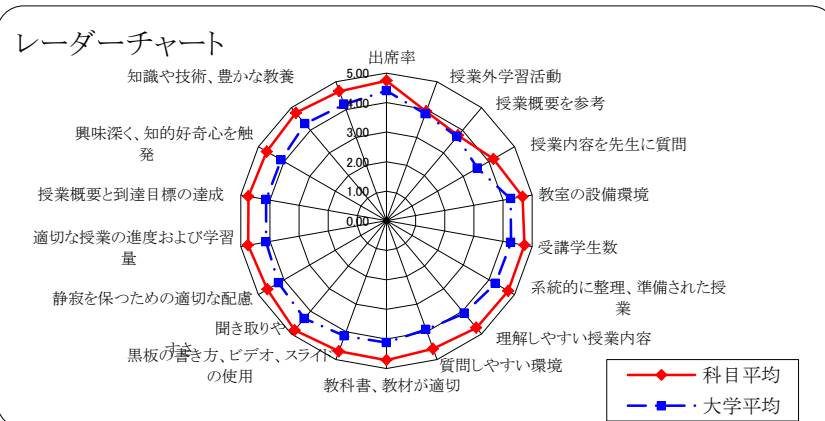 レーダーチャート
出席率
授業外学習活動
授業概要を参考
授業内容を先生に質問
教室の設備環境
受講学生数
系統的に整理、準備された授
業
理解しやすい授業内容
質問しやすい環境
教科書、教材が適切
黒板の書き方、ビデオ、スライド
の使用
聞き取りや
すさ
静寂を保つための適切な配慮
適切な授業の進度および学習
量
授業概要と到達目標の達成
興味深く、知的好奇心を触
発
知識や技術、豊かな教養
5.00
4.00
3.00
2.00
1.00
0.00
科目平均
大学平均